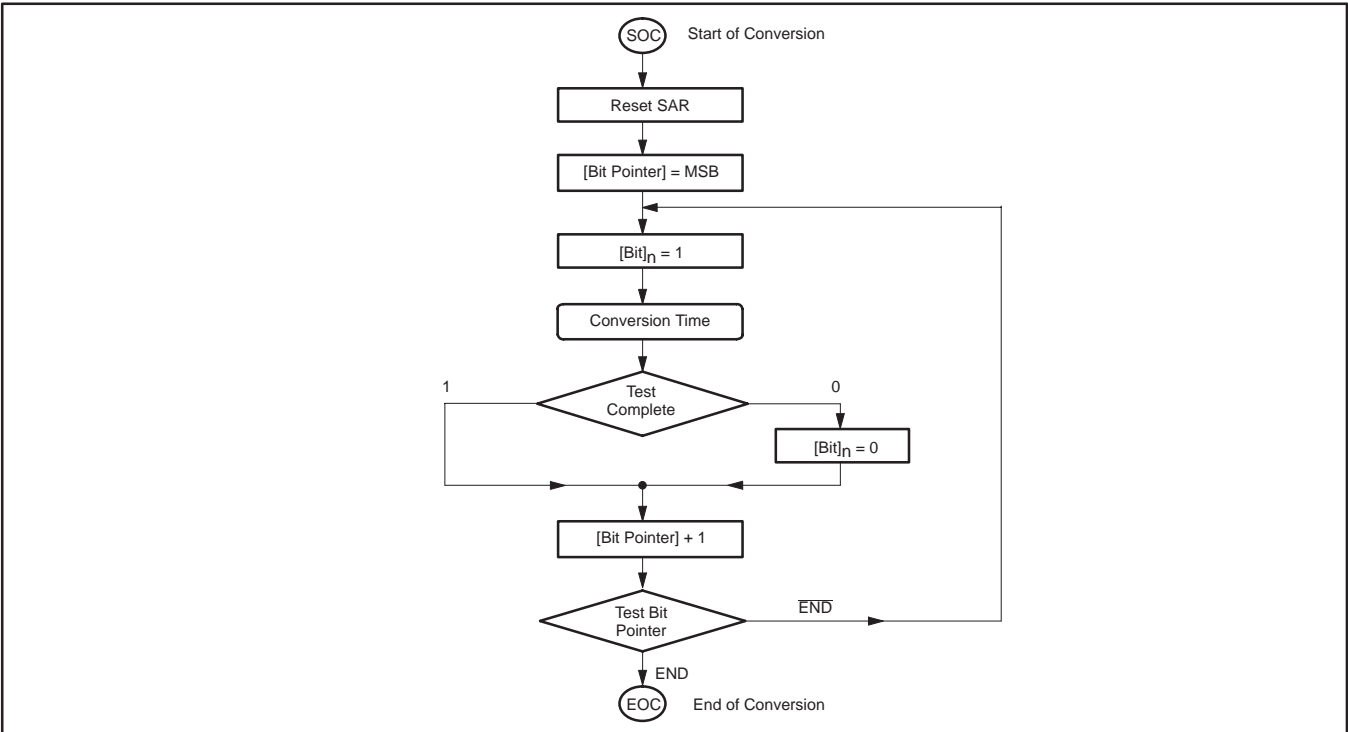 SOC Start of Conversion
Reset SAR
[Bit Pointer] = MSB
[Bit]n = 1
Conversion Time
1
Test
Complete
0
[Bit]n = 0
[Bit Pointer] + 1
Test Bit
Pointer
E̅N̅D̅
END
EOC End of Conversion